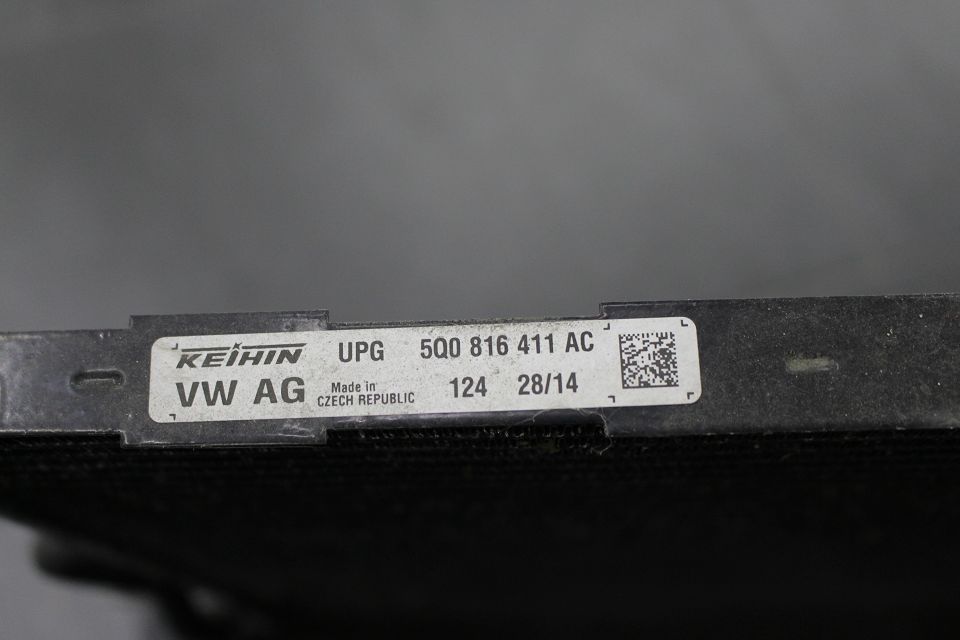 KEIHIN UPG 5Q0 816 411 AC
VW AG Made in CZECH REPUBLIC 124 28/14